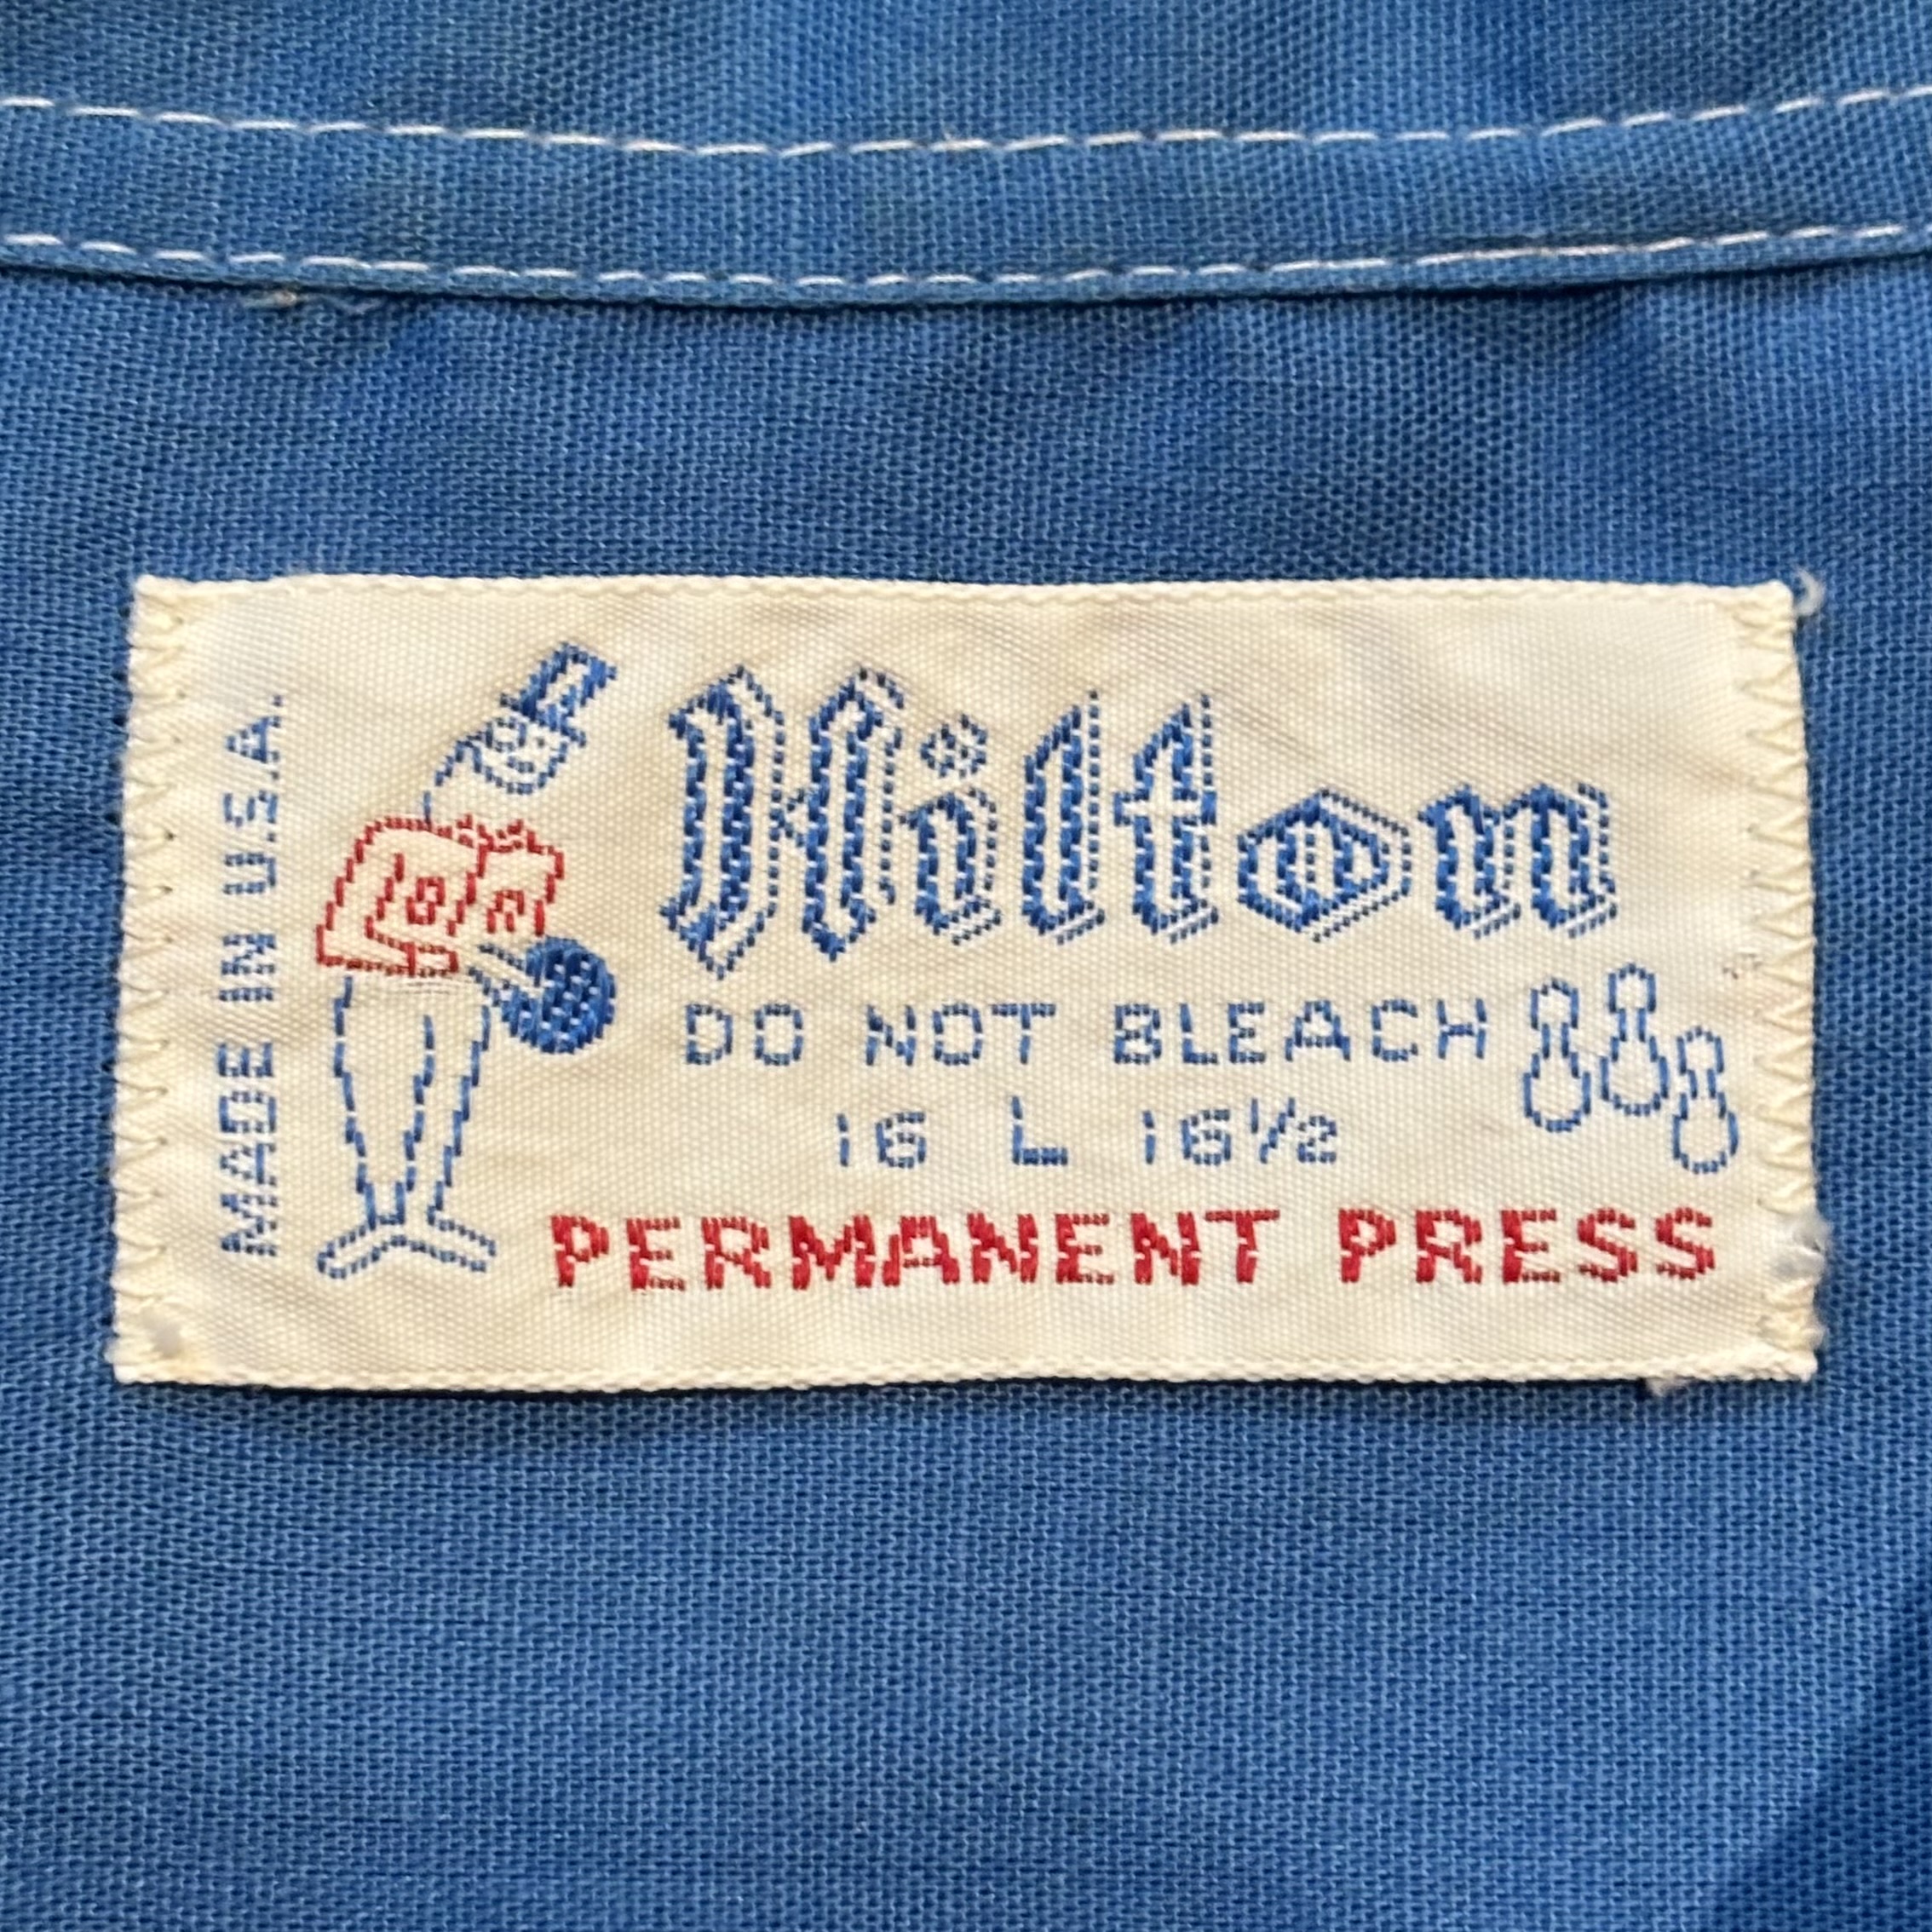 MADE IN U.S.A.
Hilton
DO NOT BLEACH
16 L 16½
PERMANENT PRESS